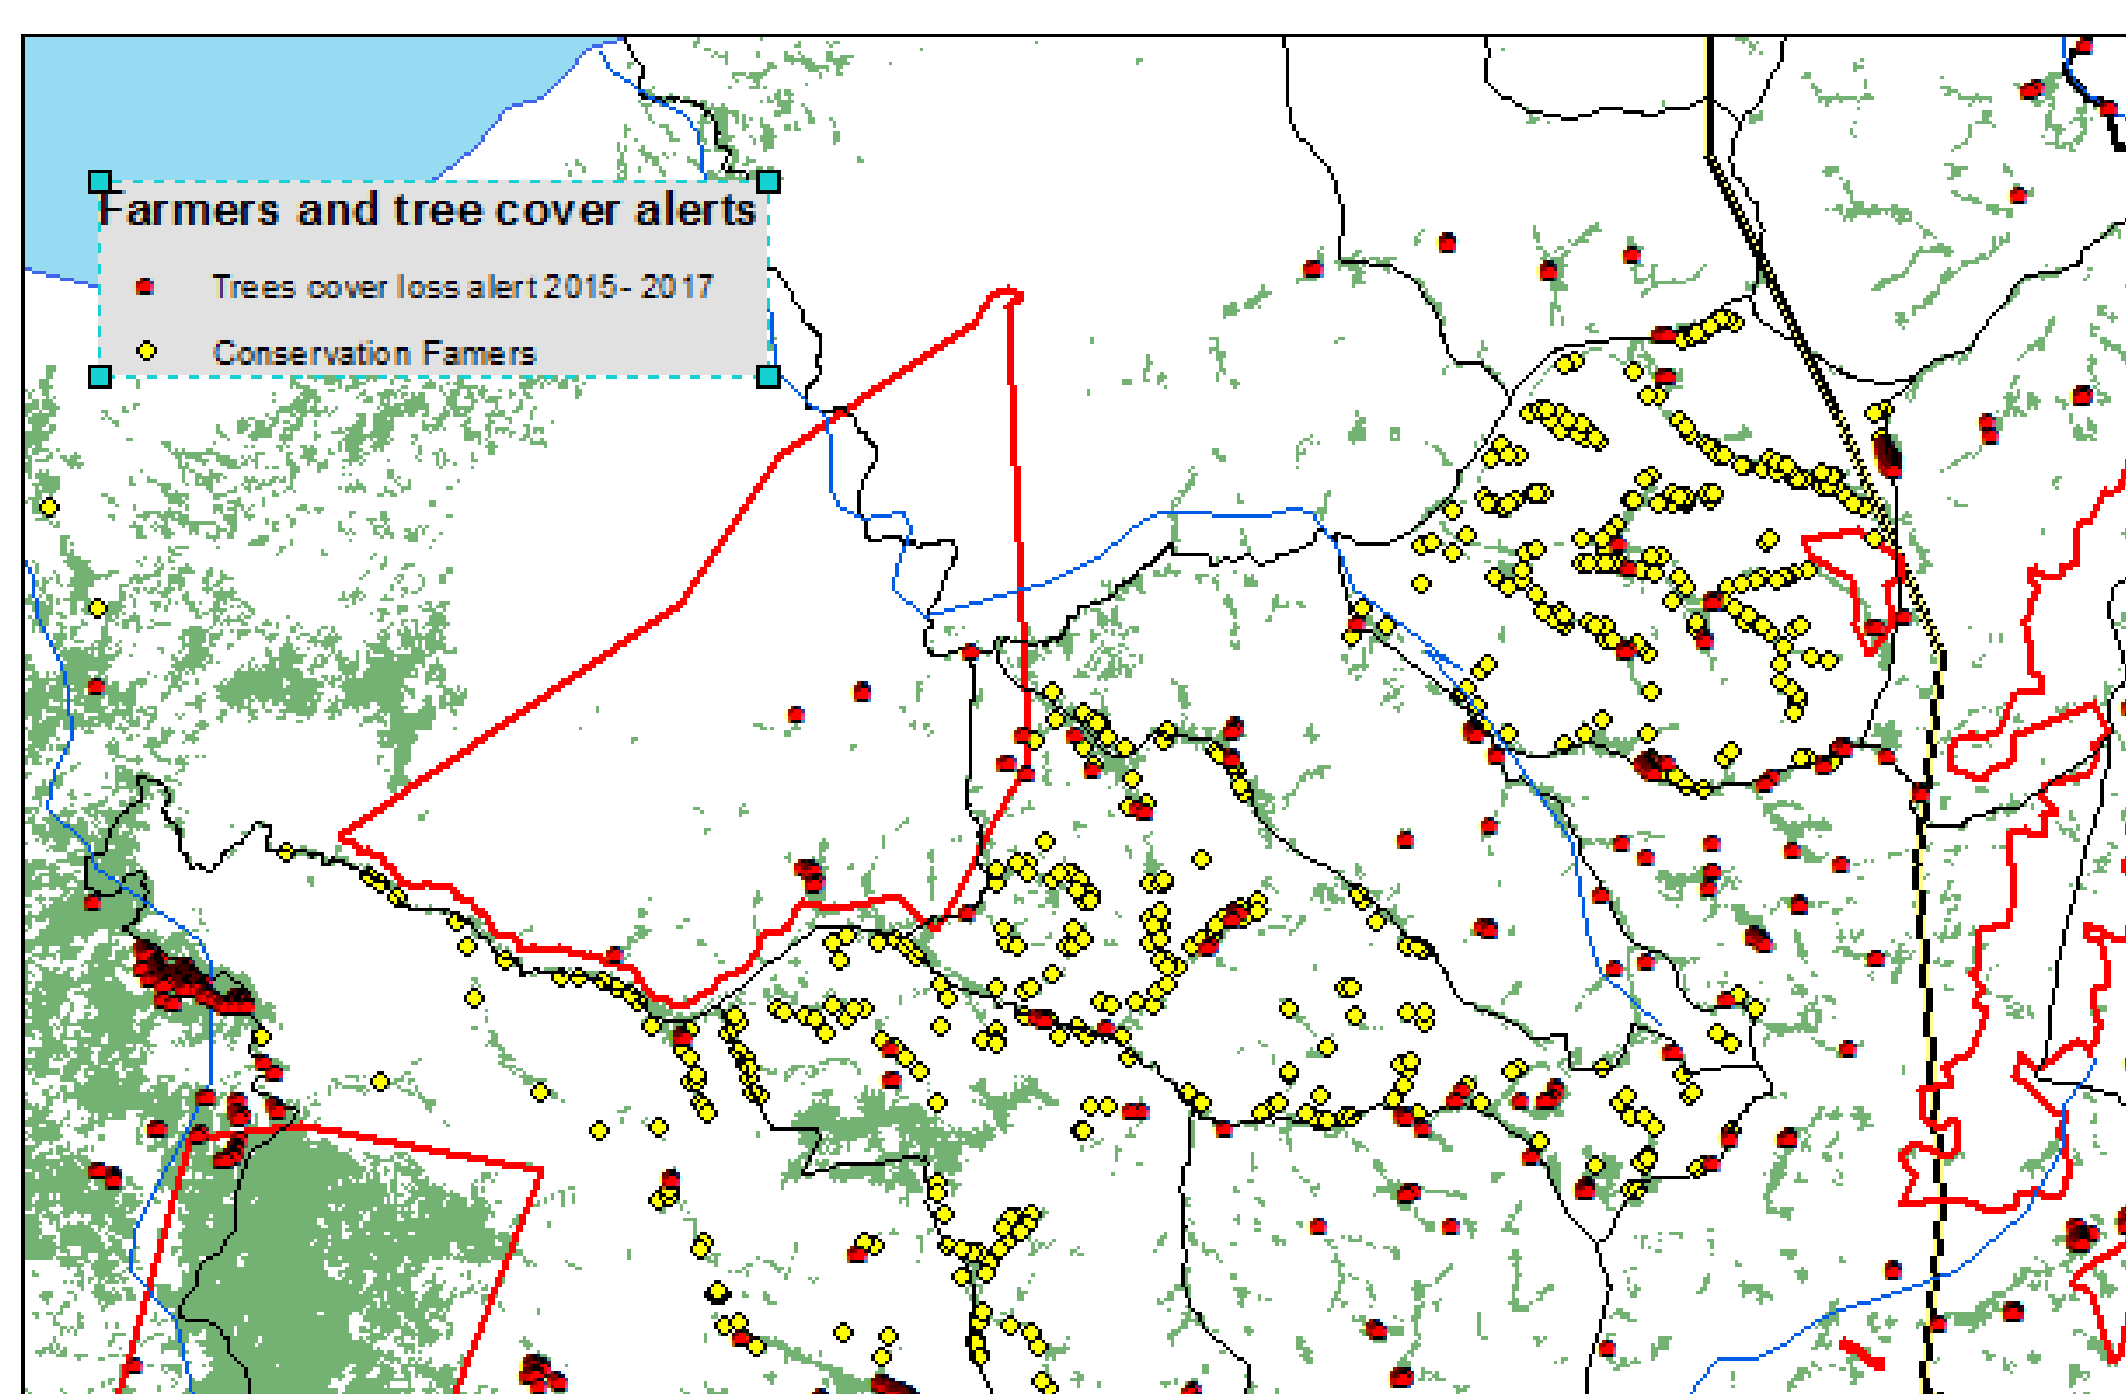 Farmers and tree cover alerts
Trees cover loss alert 2015- 2017
Conservation Famers